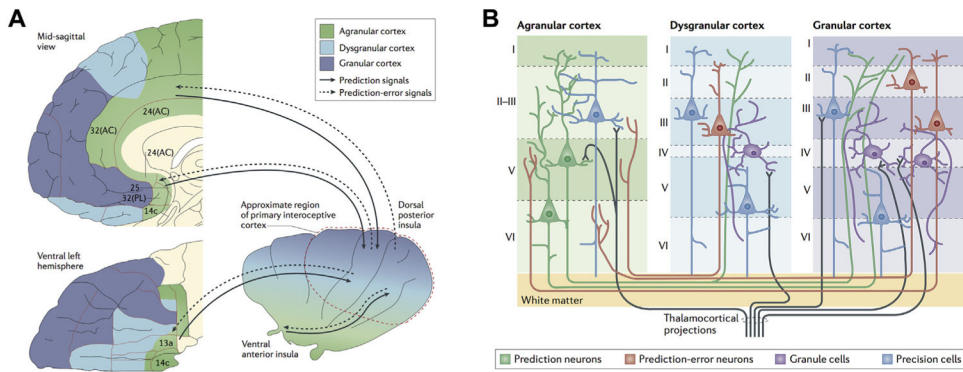 A
Mid-sagittal
view
24(AC)
32(AC)
24(AC)
25
32(PL)
14c
Agranular cortex
Dysgranular cortex
Granular cortex
Prediction signals
Prediction-error signals
Approximate region
of primary interoceptive
cortex
Dorsal
posterior
insula
Ventral left
hemisphere
13a
14c
Ventral
anterior insula
B
Agranular cortex
Dysgranular cortex
Granular cortex
I
II–III
V
VI
I
II
III
IV
V
VI
I
II
III
IV
V
VI
White matter
Thalamocortical
projections
Prediction neurons
Prediction-error neurons
Granule cells
Precision cells